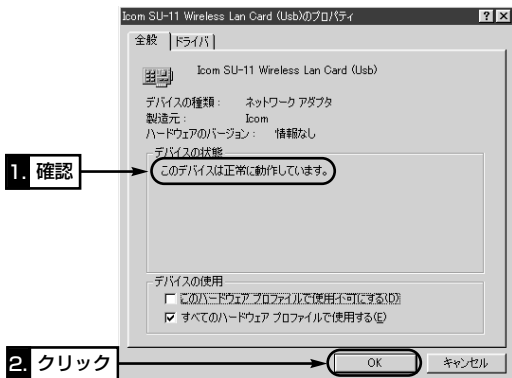 Icom SU-11 Wireless Lan Card (Usb)のプロパティ
全般 ドライバ
Icom SU-11 Wireless Lan Card (Usb)
デバイスの種類： ネットワーク アダプタ
製造元： Icom
ハードウェアのバージョン： 情報なし
デバイスの状態
1. 確認 このデバイスは正常に動作しています。
デバイスの使用
このハードウェア プロファイルで使用不可にする(D)
すべてのハードウェア プロファイルで使用する(E)
2. クリック OK キャンセル